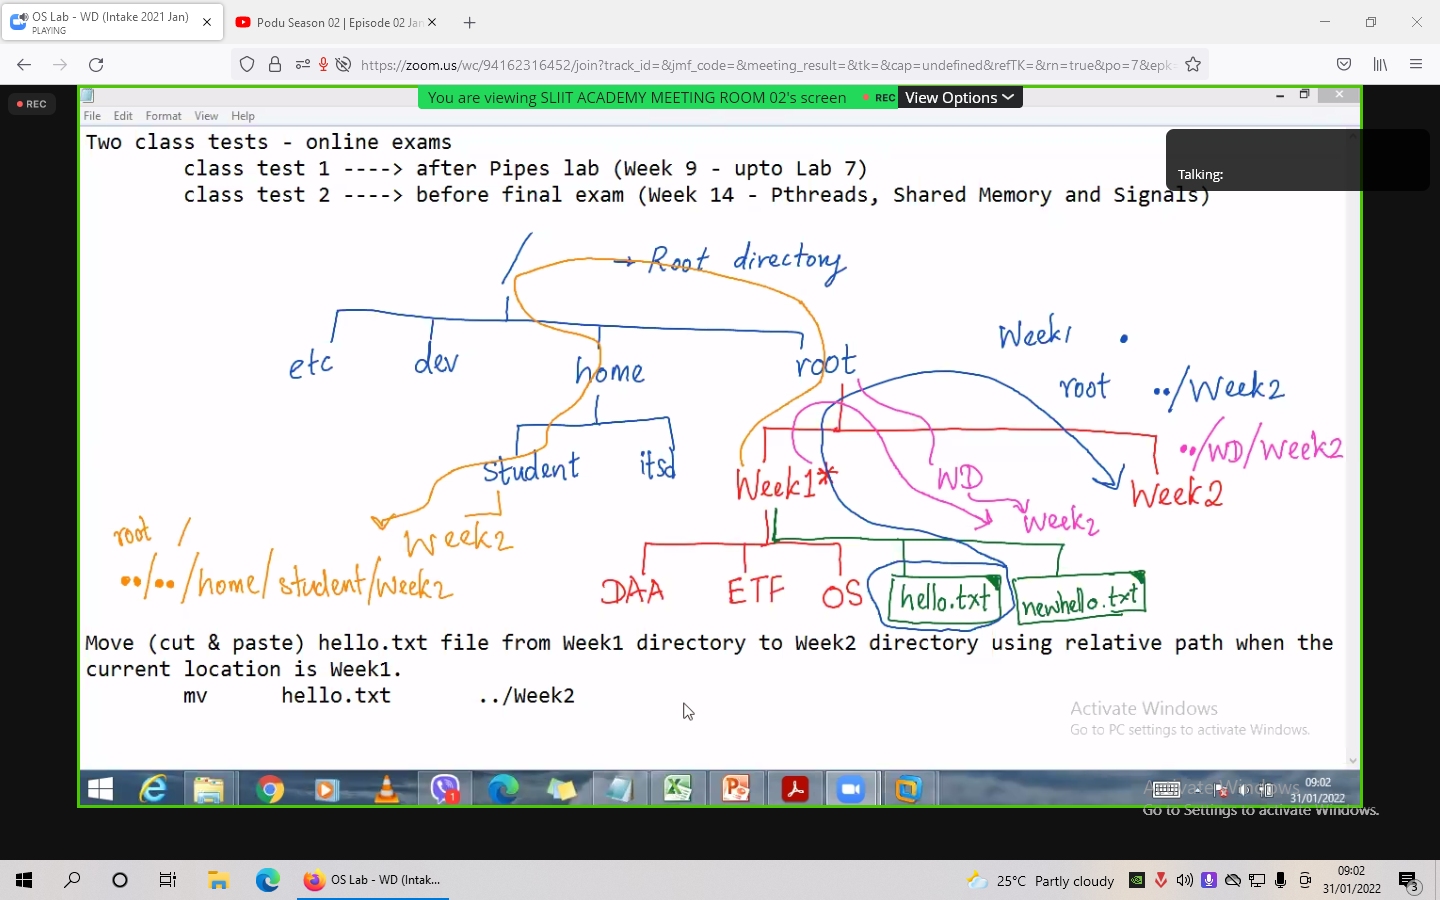 OS Lab - WD (Intake 2021 Jan)
PLAYING
Podu Season 02 | Episode 02 Jan
https://zoom.us/wc/94162316452/join?track_id=&jmf_code=&meeting_result=&tk=&cap=undefined&refTK=&rn=true&po=7&epk=
REC
You are viewing SLIIT ACADEMY MEETING ROOM 02's screen
REC
View Options
File Edit Format View Help
Two class tests - online exams
class test 1 ----> after Pipes lab (Week 9 - upto Lab 7)
class test 2 ----> before final exam (Week 14 - Pthreads, Shared Memory and Signals)
Talking:
/ → Root directory
etc dev home root
Week1 .
root ../Week2
../WD/Week2
student itsd Week1* WD Week2
Week2 Week2
root /
../../home/student/Week2
DAA ETF OS hello.txt newhello.txt
Move (cut & paste) hello.txt file from Week1 directory to Week2 directory using relative path when the
current location is Week1.
mv hello.txt ../Week2
Activate Windows
Go to PC settings to activate Windows.
1
09:02
31/01/2022
Activate Windows
Go to Settings to activate Windows.
OS Lab - WD (Intak...
25°C Partly cloudy
09:02
31/01/2022
3